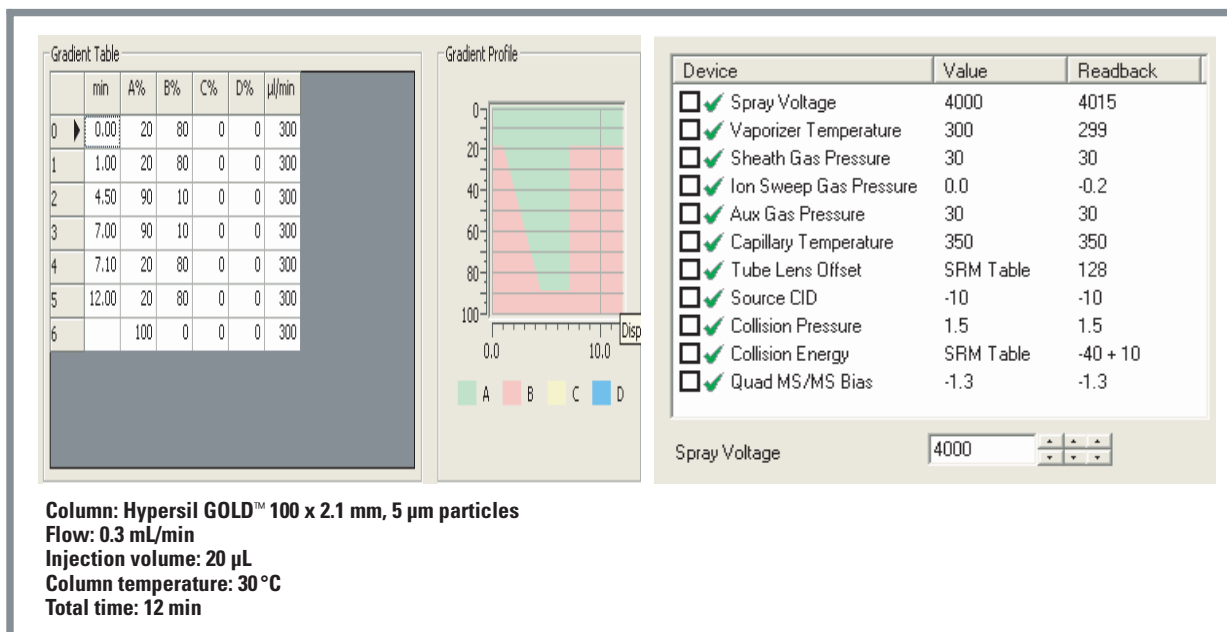 Gradient Table
min A% B% C% D% µl/min
0 0.00 20 80 0 0 300
1 1.00 20 80 0 0 300
2 4.50 90 10 0 0 300
3 7.00 90 10 0 0 300
4 7.10 20 80 0 0 300
5 12.00 20 80 0 0 300
6 100 0 0 0 300
Gradient Profile
0
20
40
60
80
100
0.0 10.0
Disp
A B C D
Device Value Readback
Spray Voltage 4000 4015
Vaporizer Temperature 300 299
Sheath Gas Pressure 30 30
Ion Sweep Gas Pressure 0.0 -0.2
Aux Gas Pressure 30 30
Capillary Temperature 350 350
Tube Lens Offset SRM Table 128
Source CID -10 -10
Collision Pressure 1.5 1.5
Collision Energy SRM Table -40 + 10
Quad MS/MS Bias -1.3 -1.3
Spray Voltage 4000
Column: Hypersil GOLD™ 100 x 2.1 mm, 5 µm particles
Flow: 0.3 mL/min
Injection volume: 20 µL
Column temperature: 30 °C
Total time: 12 min